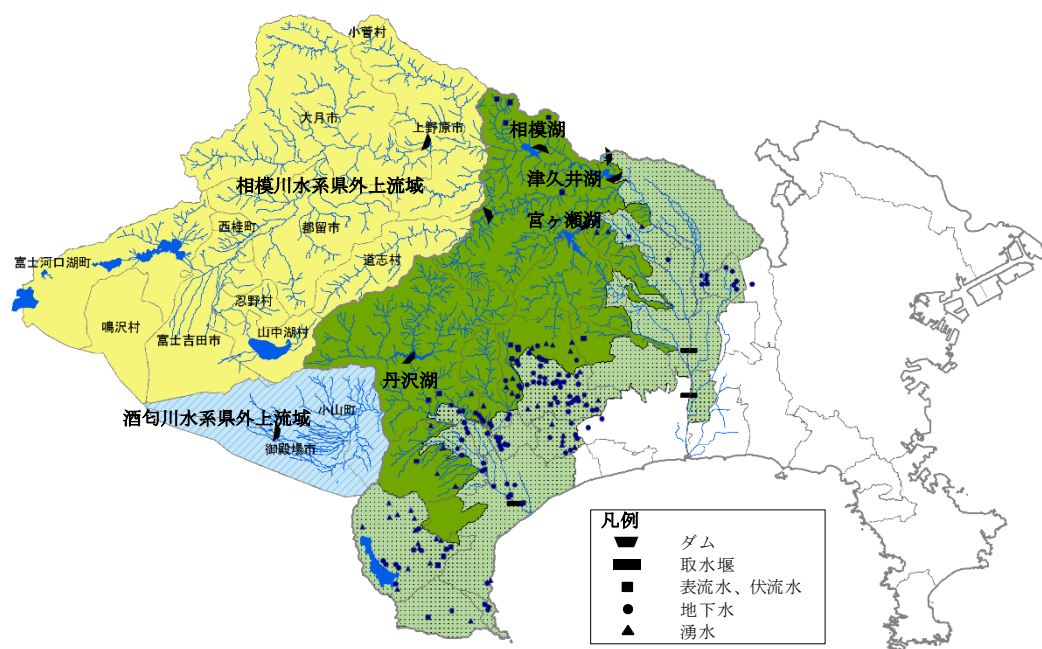 小菅村
大月市
上野原市
相模湖
相模川水系県外上流域
津久井湖
宮ヶ瀬湖
西桂町
都留市
道志村
富士河口湖町
忍野村
鳴沢村
富士吉田市
山中湖村
丹沢湖
酒匂川水系県外上流域
小山町
御殿場市
凡例
ダム
取水堰
表流水、伏流水
地下水
湧水